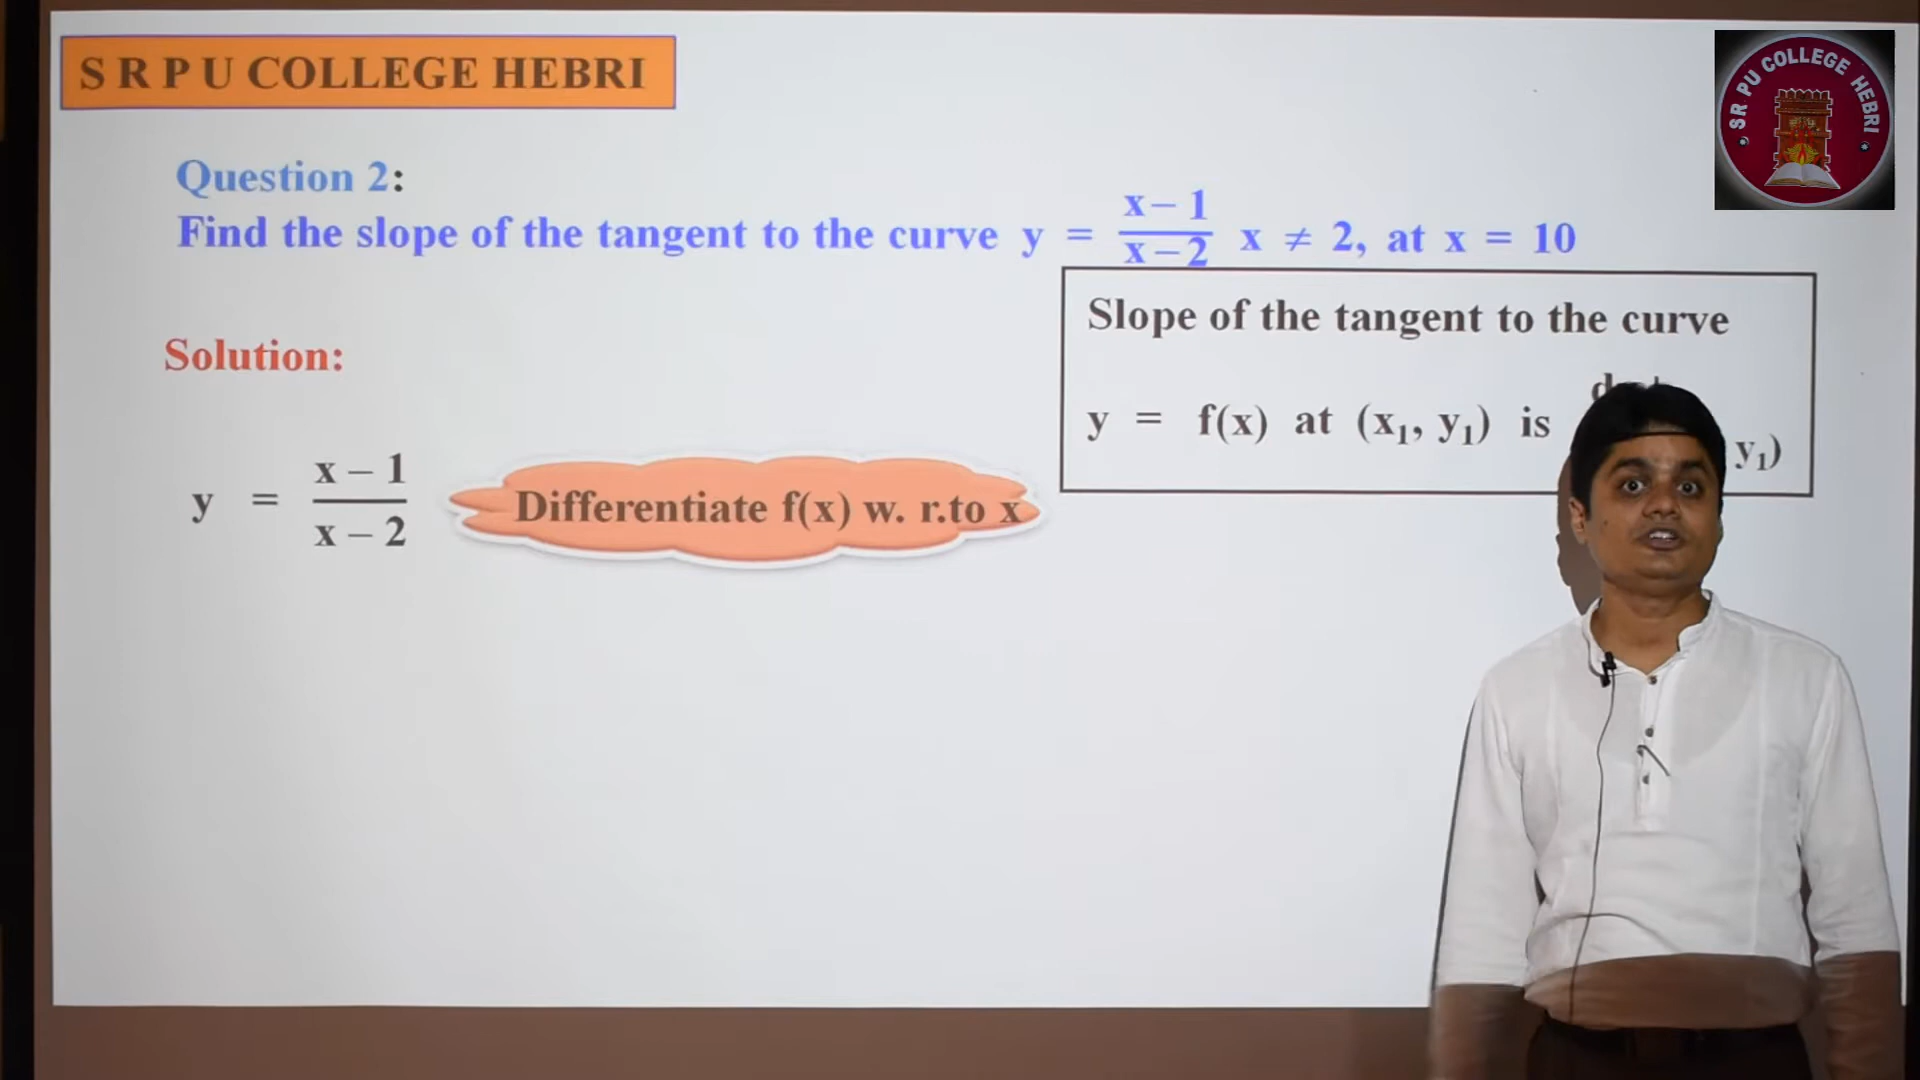 S R P U COLLEGE HEBRI
SR PU COLLEGE HEBRI
Question 2:
Find the slope of the tangent to the curve y = x – 1 / x – 2 x ≠ 2, at x = 10
Slope of the tangent to the curve
y = f(x) at (x₁, y₁) is y₁)
Solution:
y = x – 1 / x – 2
Differentiate f(x) w. r.to x